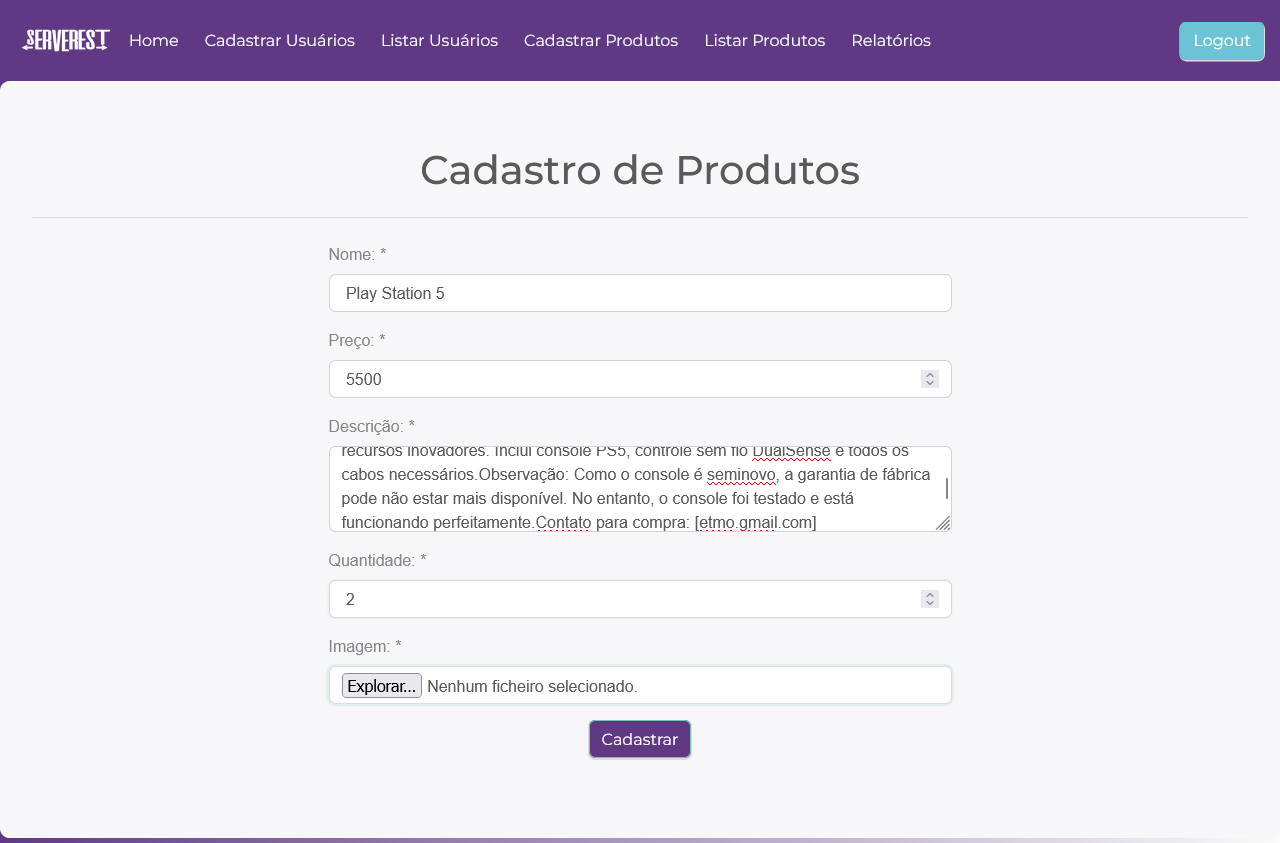 SERVEREST Home Cadastrar Usuários Listar Usuários Cadastrar Produtos Listar Produtos Relatórios Logout
Cadastro de Produtos
Nome: *
Play Station 5
Preço: *
5500
Descrição: *
recursos inovadores. Inclui console PS5, controle sem fio DualSense e todos os
cabos necessários.Observação: Como o console é seminovo, a garantia de fábrica
pode não estar mais disponível. No entanto, o console foi testado e está
funcionando perfeitamente.Contato para compra: [etmo.gmail.com]
Quantidade: *
2
Imagem: *
Explorar... Nenhum ficheiro selecionado.
Cadastrar